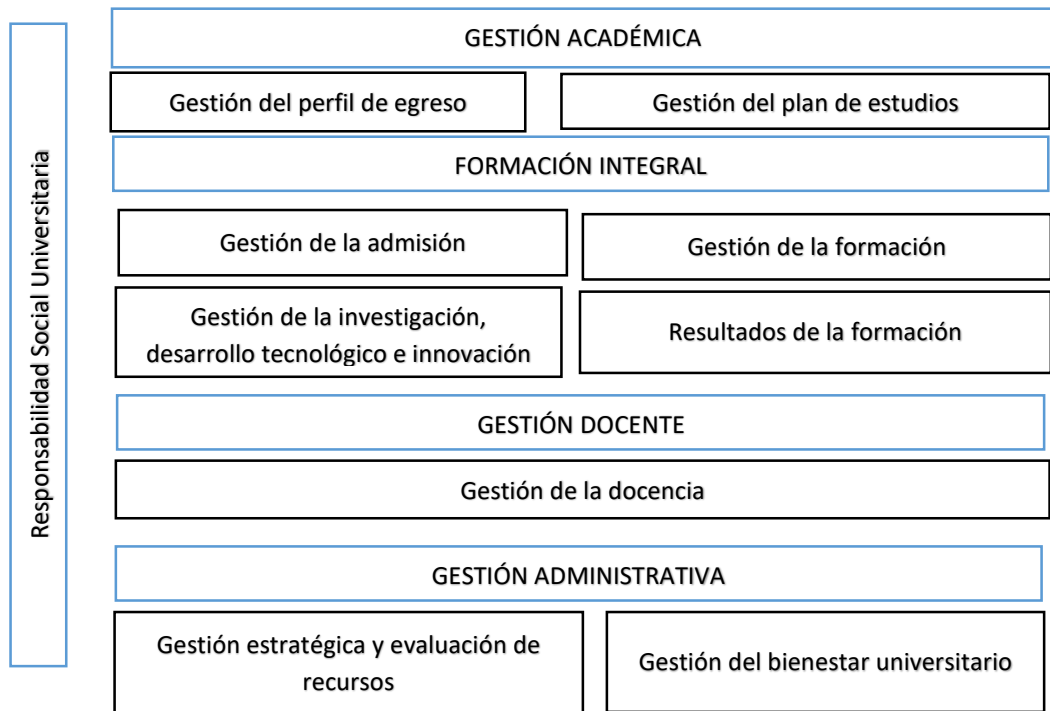 Responsabilidad Social Universitaria
GESTIÓN ACADÉMICA
Gestión del perfil de egreso
Gestión del plan de estudios
FORMACIÓN INTEGRAL
Gestión de la admisión
Gestión de la formación
Gestión de la investigación,
desarrollo tecnológico e innovación
Resultados de la formación
GESTIÓN DOCENTE
Gestión de la docencia
GESTIÓN ADMINISTRATIVA
Gestión estratégica y evaluación de
recursos
Gestión del bienestar universitario